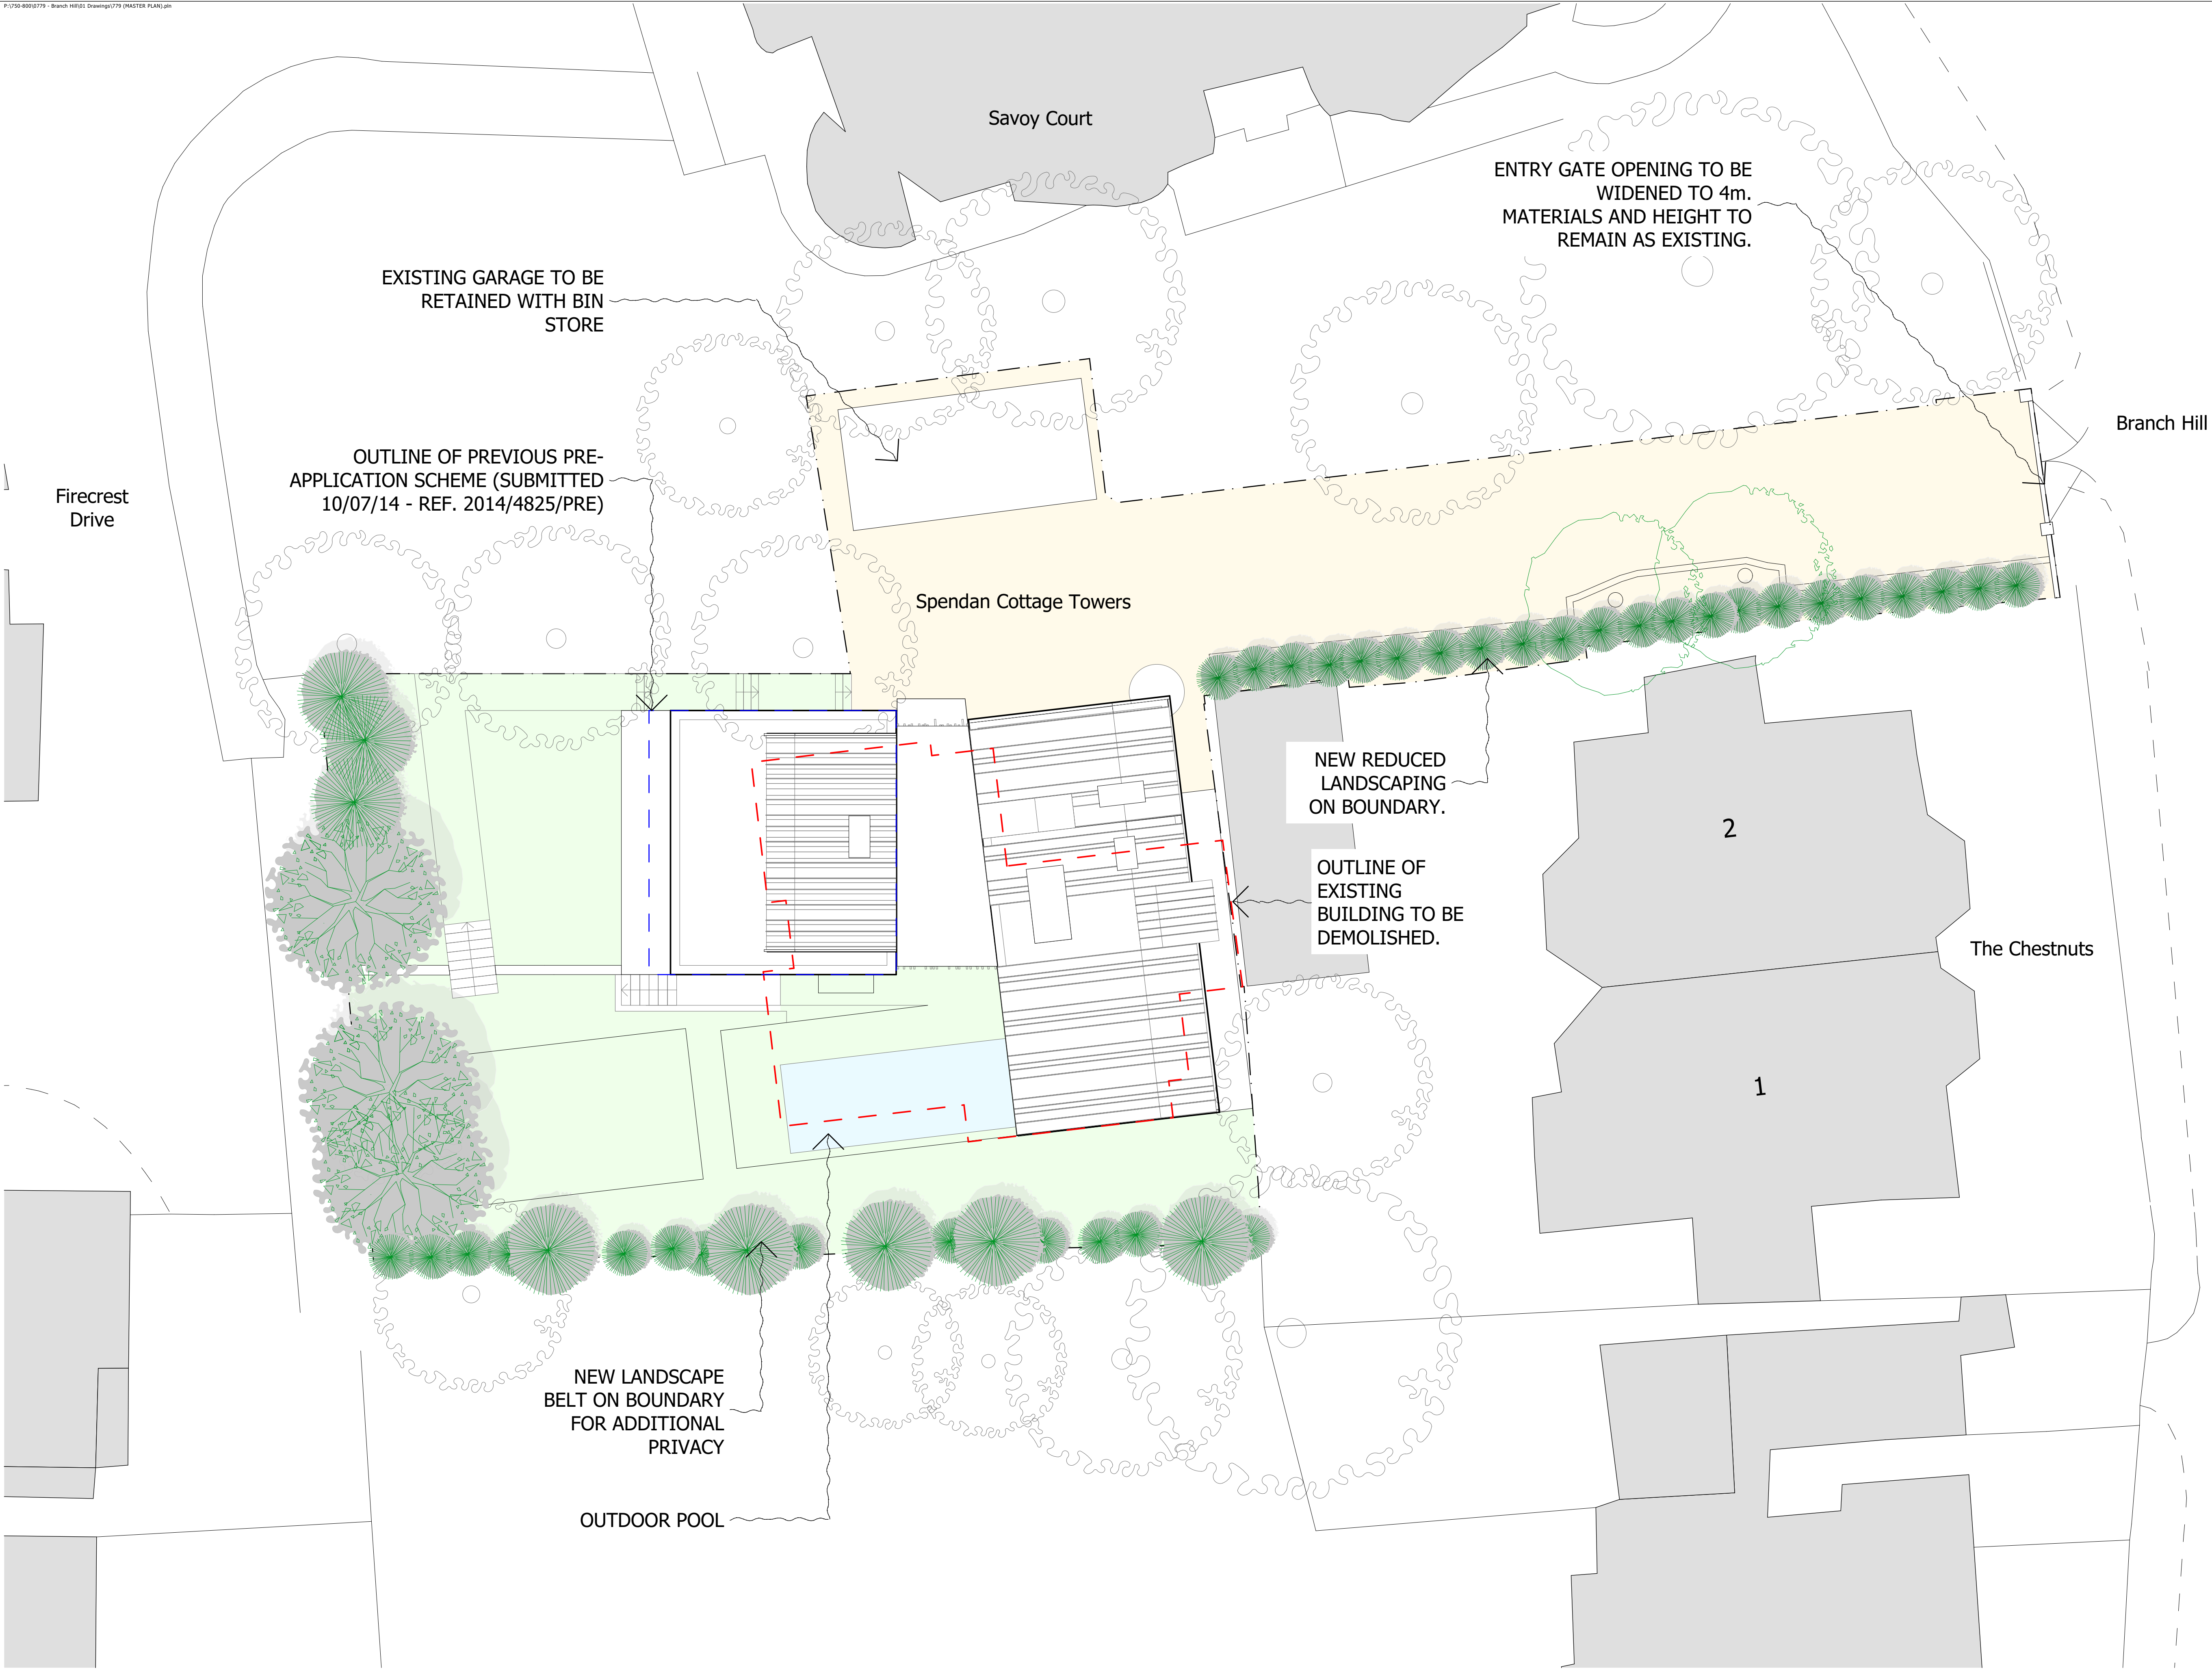 P:\750-800\0779 - Branch Hill\01 Drawings\779 (MASTER PLAN).pln
Savoy Court
ENTRY GATE OPENING TO BE
WIDENED TO 4m.
MATERIALS AND HEIGHT TO
REMAIN AS EXISTING.
EXISTING GARAGE TO BE
RETAINED WITH BIN
STORE
Branch Hill
OUTLINE OF PREVIOUS PRE-
APPLICATION SCHEME (SUBMITTED
10/07/14 - REF. 2014/4825/PRE)
Firecrest
Drive
Spendan Cottage Towers
NEW REDUCED
LANDSCAPING
ON BOUNDARY.
2
OUTLINE OF
EXISTING
BUILDING TO BE
DEMOLISHED.
The Chestnuts
1
NEW LANDSCAPE
BELT ON BOUNDARY
FOR ADDITIONAL
PRIVACY
OUTDOOR POOL